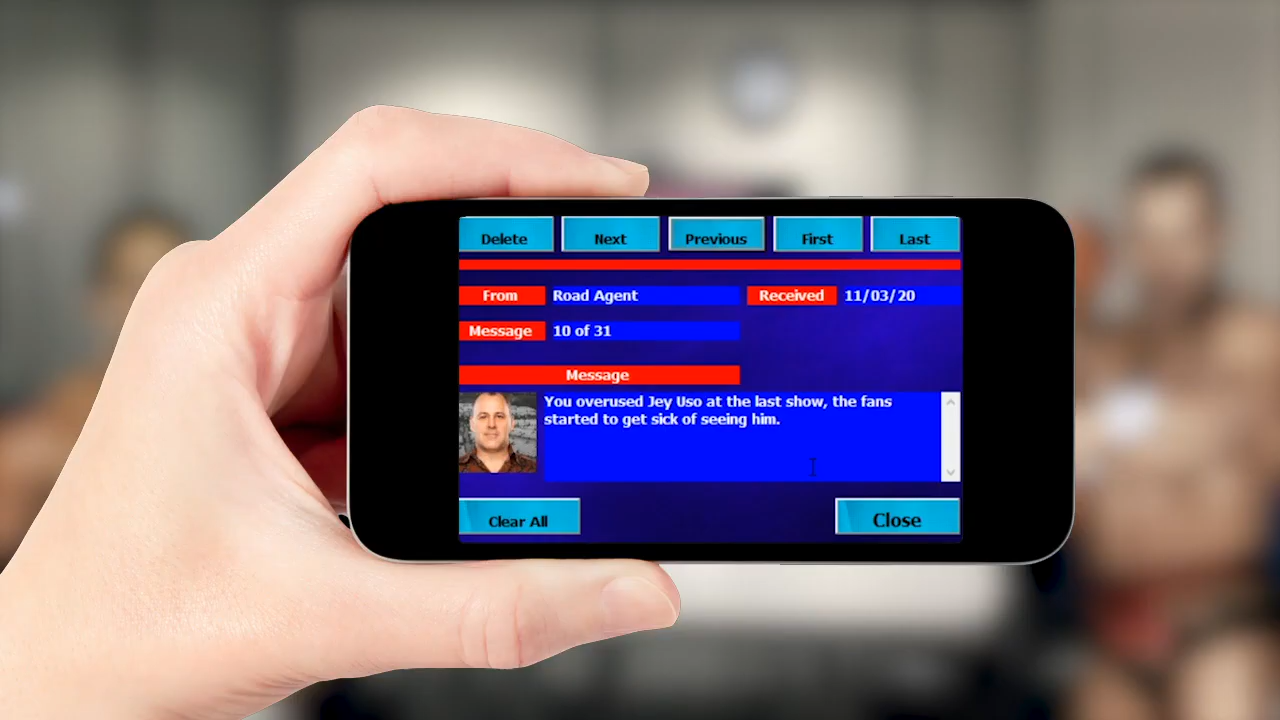 Delete Next Previous First Last
From Road Agent Received 11/03/20
Message 10 of 31
Message
You overused Jey Uso at the last show, the fans
started to get sick of seeing him.
Clear All Close